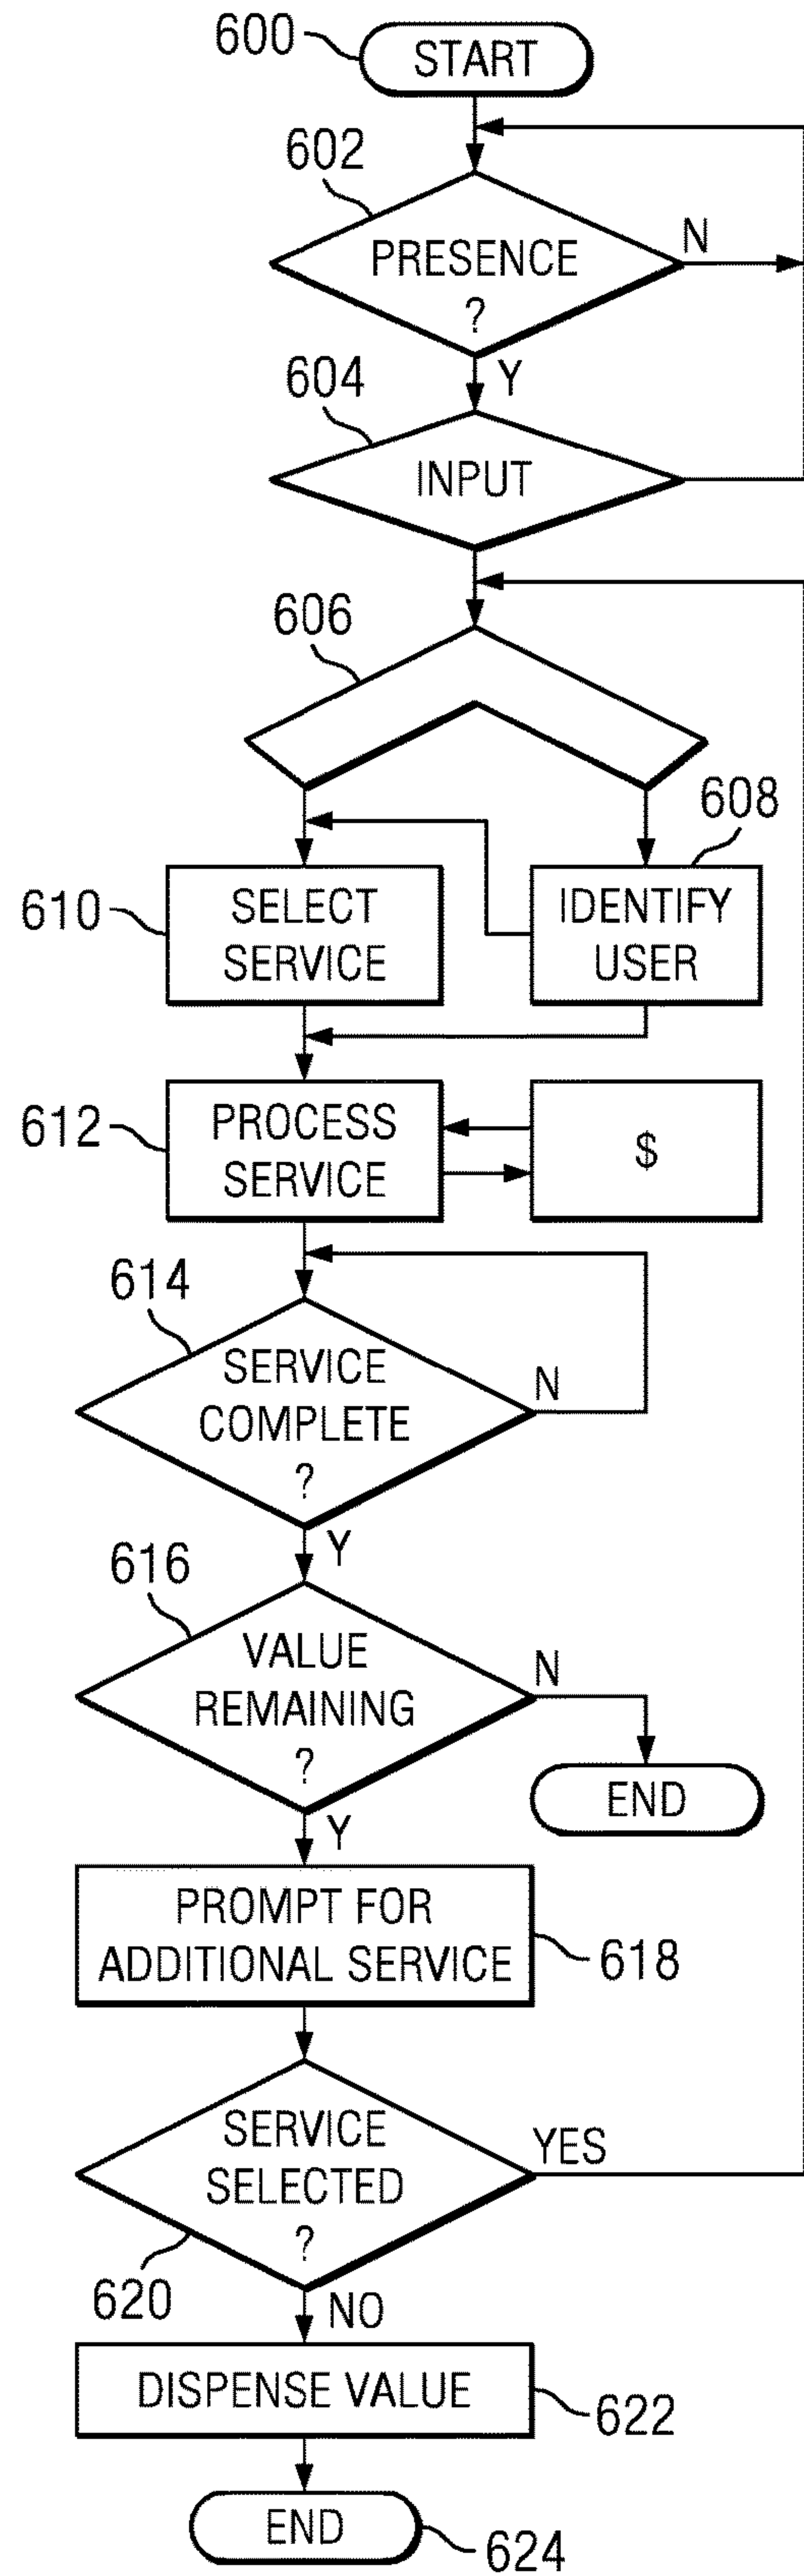 600
START
602
PRESENCE
?
N
Y
604
INPUT
606
608
610
SELECT
SERVICE
IDENTIFY
USER
612
PROCESS
SERVICE
$
614
SERVICE
COMPLETE
?
N
Y
616
VALUE
REMAINING
?
N
END
Y
PROMPT FOR
ADDITIONAL SERVICE
618
SERVICE
SELECTED
?
YES
620
NO
DISPENSE VALUE
622
END
624